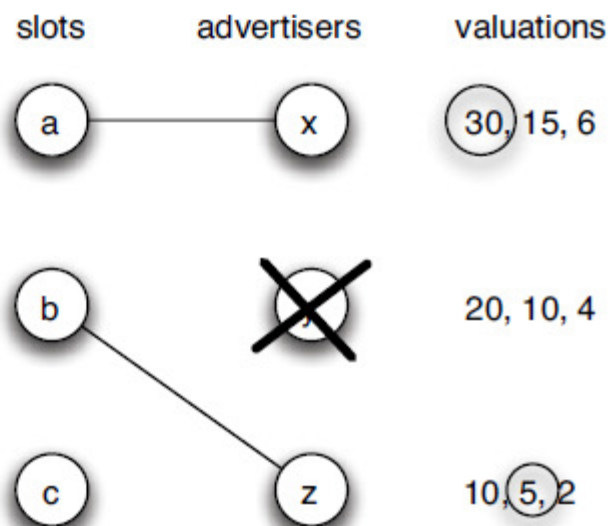 slots advertisers valuations
a x 30, 15, 6
b 20, 10, 4
c z 10, 5, 2